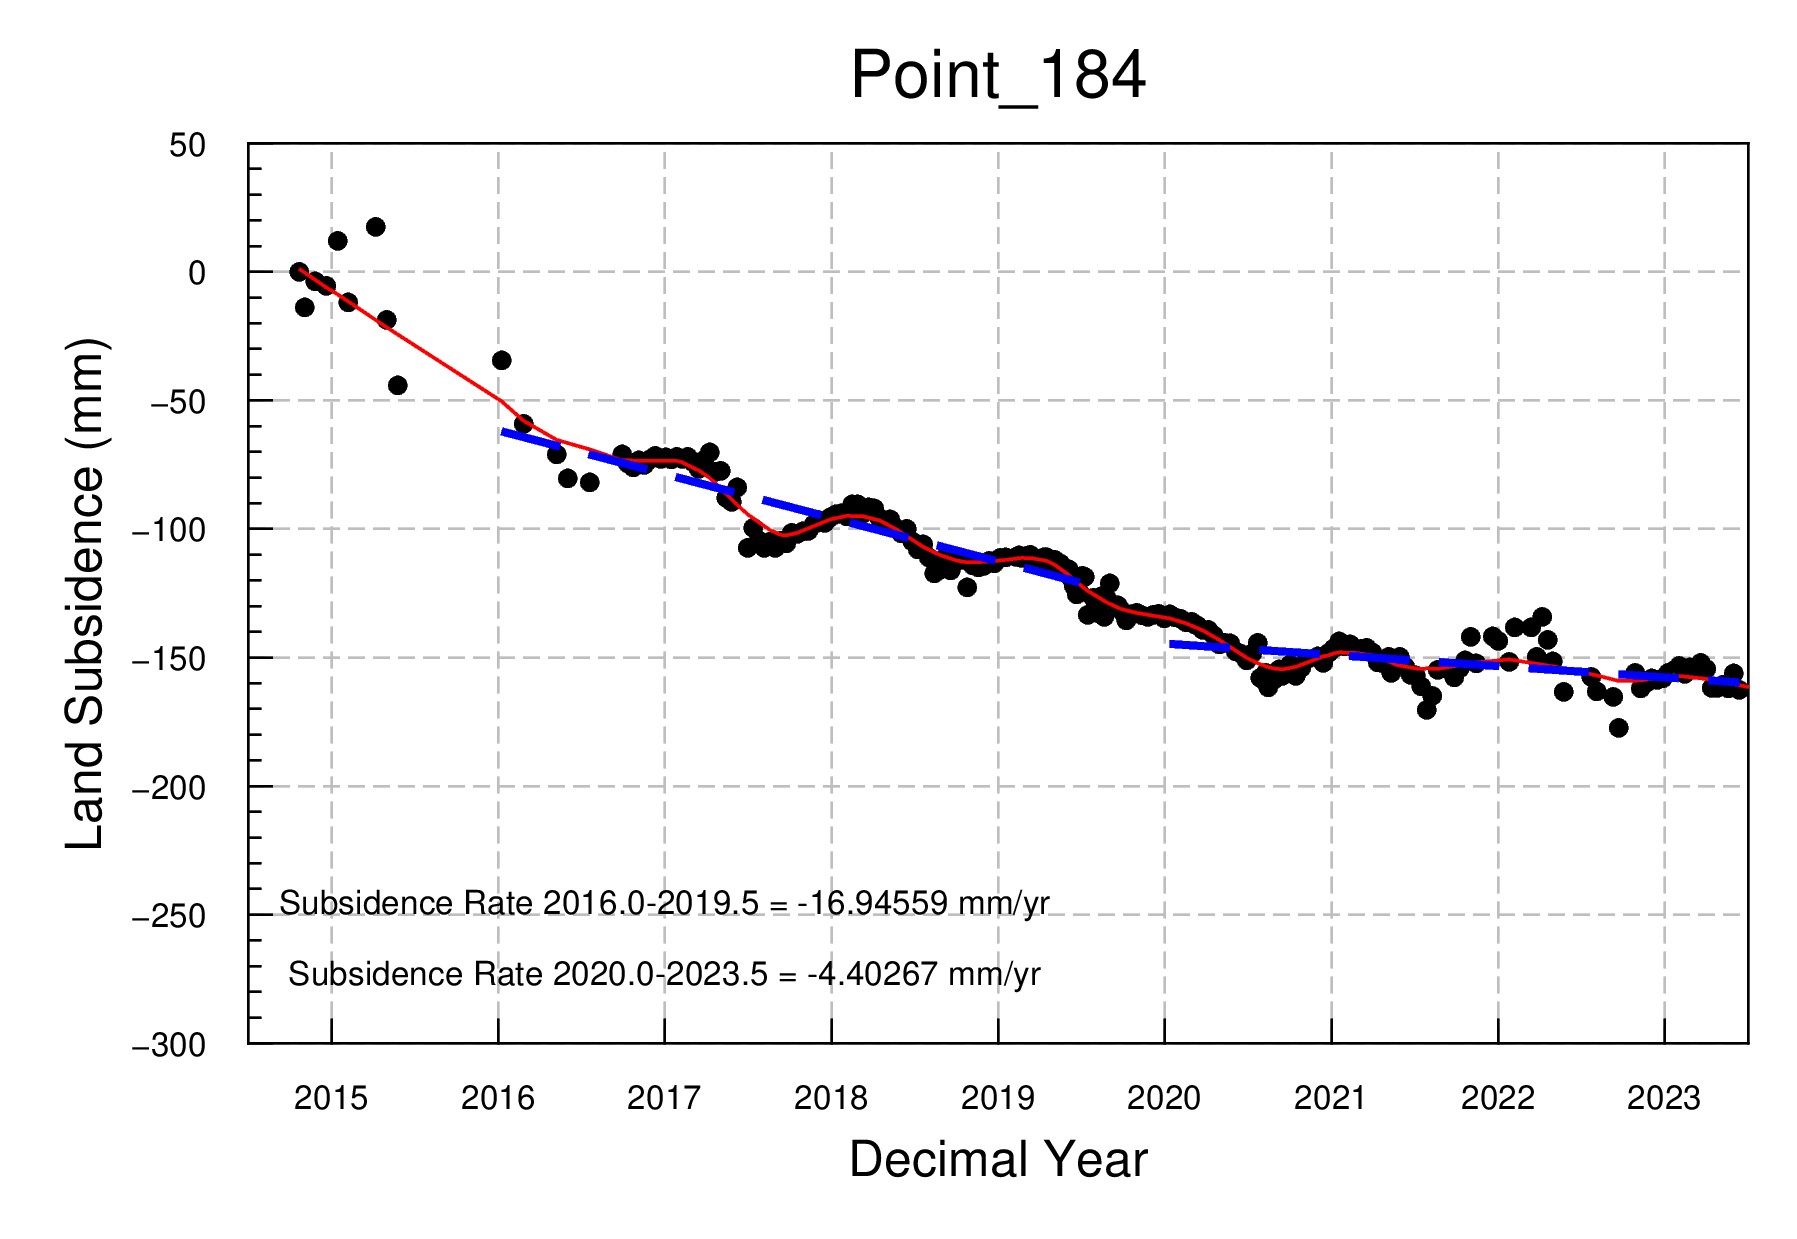 Point_184
50
0
−50
−100
−150
−200
−250
−300
Land Subsidence (mm)
Subsidence Rate 2016.0-2019.5 = -16.94559 mm/yr
Subsidence Rate 2020.0-2023.5 = -4.40267 mm/yr
2015 2016 2017 2018 2019 2020 2021 2022 2023
Decimal Year